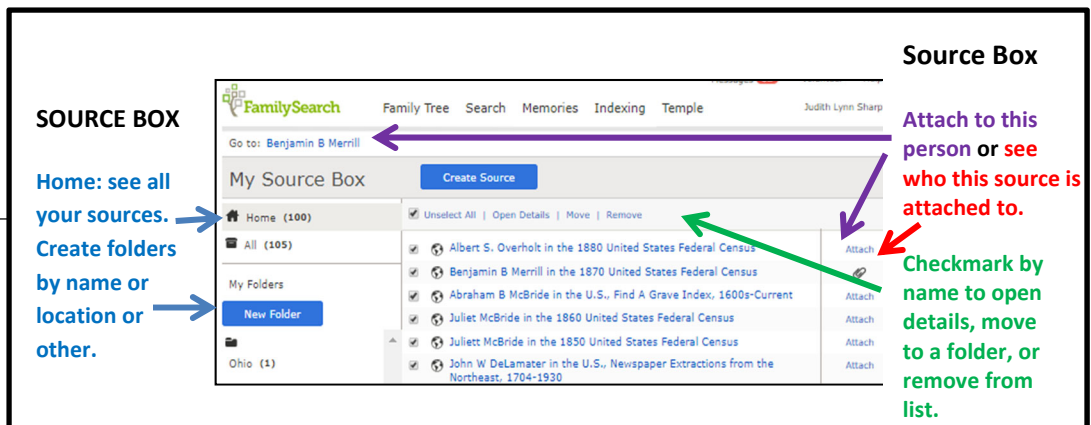 SOURCE BOX
Home: see all
your sources.
Create folders
by name or
location or
other.
FamilySearch
Family Tree Search Memories Indexing Temple
Judith Lynn Sharp
Go to: Benjamin B Merrill
My Source Box
Create Source
Home (100)
All (105)
My Folders
New Folder
Ohio (1)
Unselect All | Open Details | Move | Remove
Albert S. Overholt in the 1880 United States Federal Census Attach
Benjamin B Merrill in the 1870 United States Federal Census
Abraham B McBride in the U.S., Find A Grave Index, 1600s-Current Attach
Juliet McBride in the 1860 United States Federal Census Attach
Juliett McBride in the 1850 United States Federal Census Attach
John W DeLamater in the U.S., Newspaper Extractions from the Attach
Northeast, 1704-1930
Source Box
Attach to this
person or see
who this source is
attached to.
Checkmark by
name to open
details, move
to a folder, or
remove from
list.